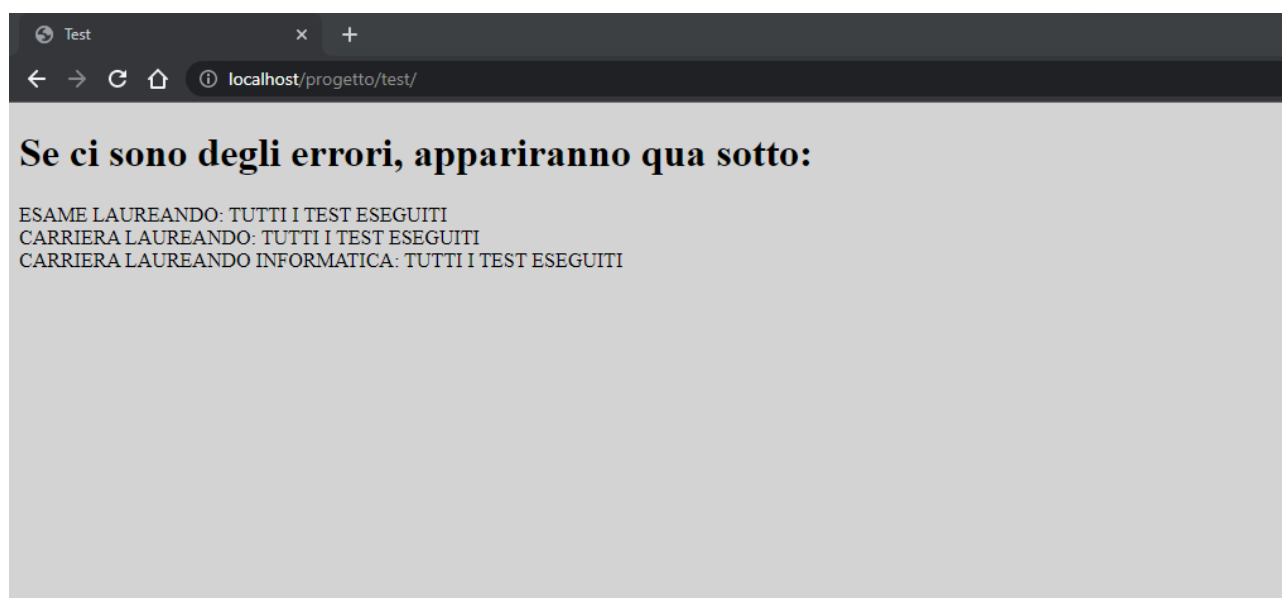 Test
localhost/progetto/test/
Se ci sono degli errori, appariranno qua sotto:
ESAME LAUREANDO: TUTTI I TEST ESEGUITI
CARRIERA LAUREANDO: TUTTI I TEST ESEGUITI
CARRIERA LAUREANDO INFORMATICA: TUTTI I TEST ESEGUITI